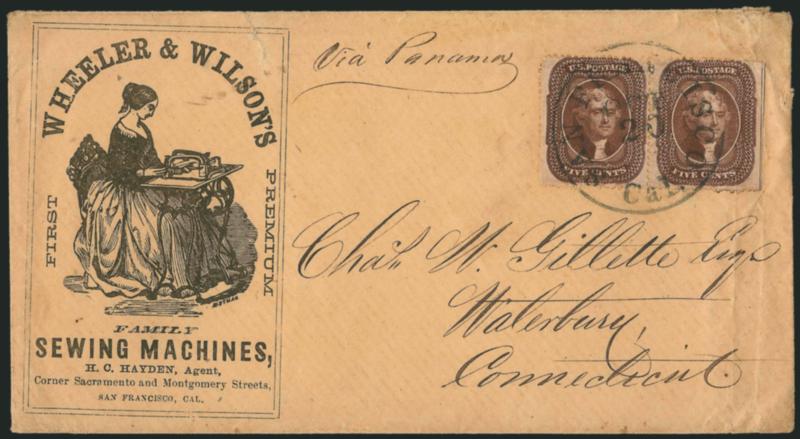 WHEELER & WILSON'S
FIRST
PREMIUM
FAMILY
SEWING MACHINES,
H. C. HAYDEN, Agent,
Corner Sacramento and Montgomery Streets,
SAN FRANCISCO, CAL.
Via Panama
U.S. POSTAGE
FIVE CENTS
U.S. POSTAGE
FIVE CENTS
20
Cal.
Chas W. Gillette Esq
Waterbury,
Connecticut.